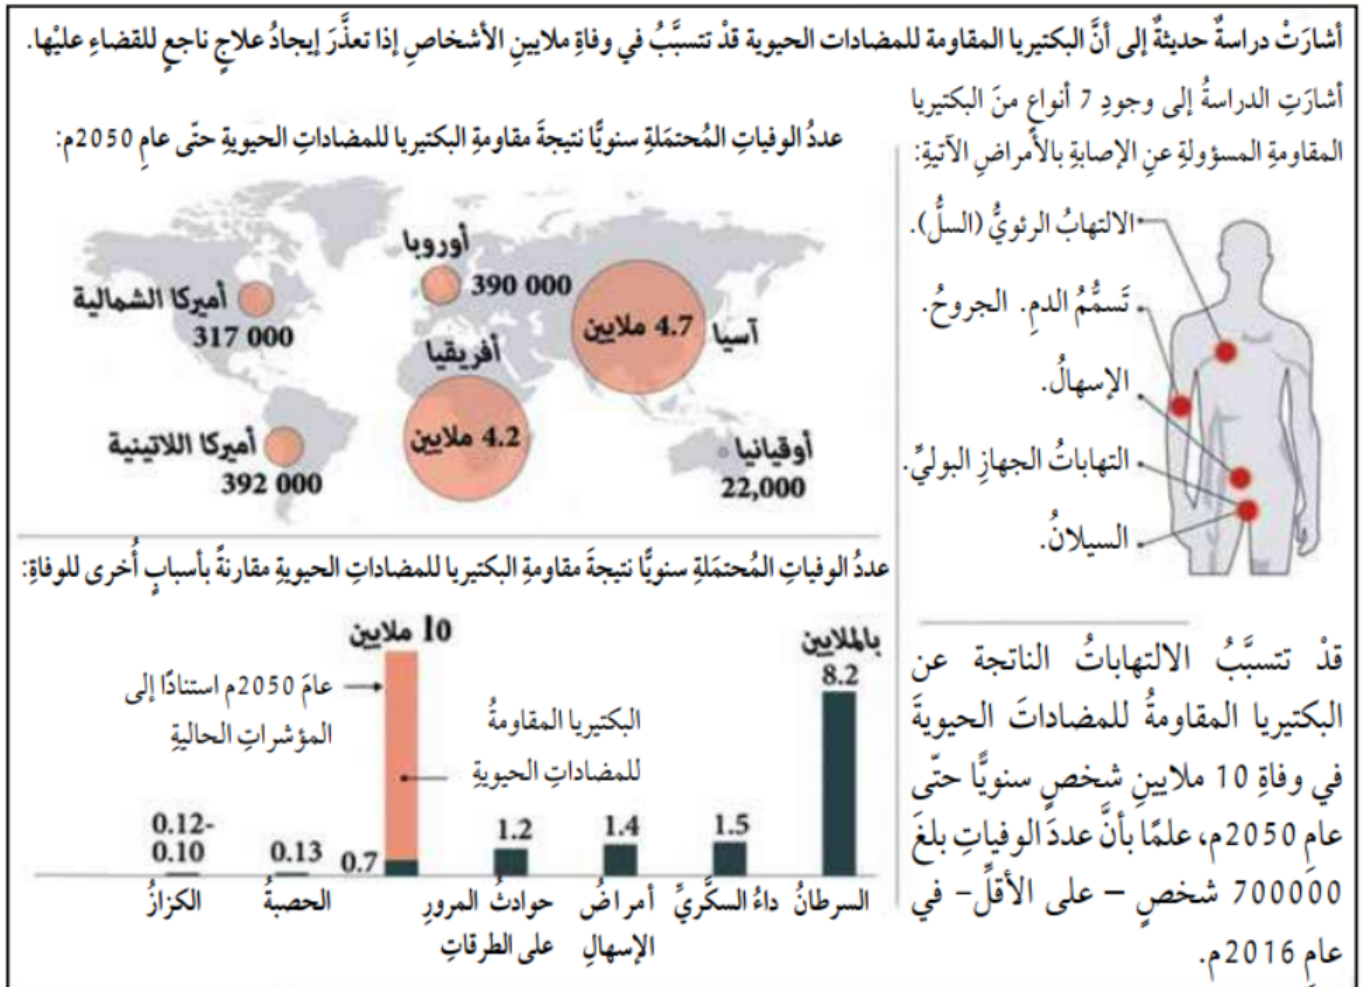 أشارَتْ دراسةٌ حديثةٌ إلى أنَّ البكتيريا المقاومة للمضادات الحيوية قدْ تتسبَّبُ في وفاةِ ملايينِ الأشخاصِ إذا تعذَّرَ إيجادُ علاجٍ ناجعٍ للقضاءِ عليْها.
أشارَتِ الدراسةُ إلى وجودِ 7 أنواعٍ منَ البكتيريا
المقاومةِ المسؤولةِ عنِ الإصابةِ بالأمراضِ الآتيةِ:
الالتهابُ الرئويُّ (السلُّ).
تَسمُّمُ الدمِ. الجروحُ.
الإسهالُ.
التهاباتُ الجهازِ البوليِّ.
السيلانُ.
قدْ تتسبَّبُ الالتهاباتُ الناتجة عن
البكتيريا المقاومةُ للمضاداتَ الحيويةَ
في وفاةِ 10 ملايينِ شخصٍ سنويًّا حتّى
عامِ 2050م، علمًا بأنَّ عددَ الوفياتِ بلغَ
700000 شخصٍ – على الأقلِّ- في
عامِ 2016م.
عددُ الوفياتِ المُحتمَلةِ سنويًّا نتيجةَ مقاومةِ البكتيريا للمضاداتِ الحيويةِ حتّى عامِ 2050م:
أوروبا
390 000
أميركا الشمالية
317 000
آسيا
4.7 ملايين
أفريقيا
4.2 ملايين
أميركا اللاتينية
392 000
أوقيانيا
22,000
عددُ الوفياتِ المُحتمَلةِ سنويًّا نتيجةَ مقاومةِ البكتيريا للمضاداتِ الحيويةِ مقارنةً بأسبابٍ أُخرى للوفاةِ:
بالملايين
8.2
10 ملايين
عامَ 2050م استنادًا إلى
المؤشراتِ الحاليةِ
البكتيريا المقاومةُ
للمضاداتِ الحيويةِ
1.5
1.4
1.2
0.7
0.13
0.12-
0.10
السرطانُ
داءُ السكَّريِّ
أمراضُ
الإسهالِ
حوادثُ المرورِ
على الطرقاتِ
الحصبةُ
الكزازُ